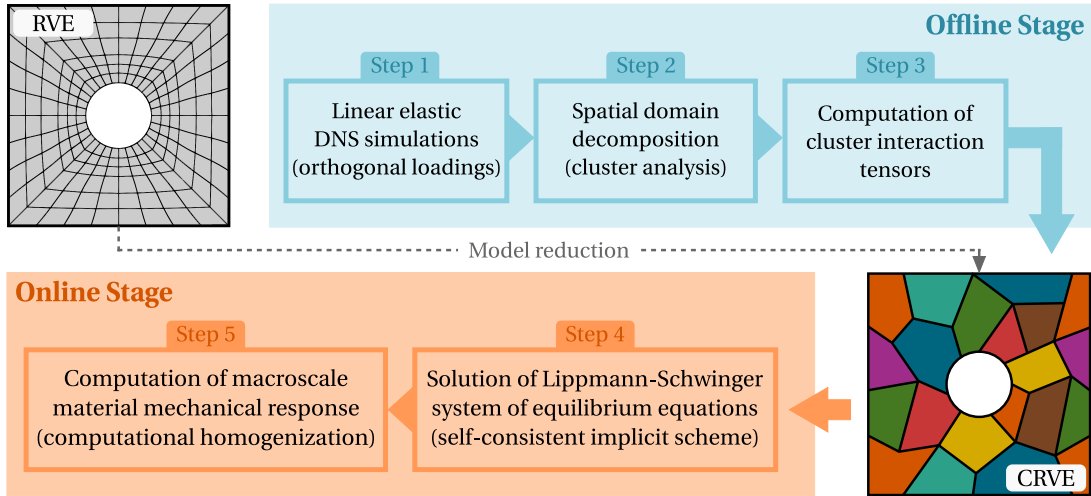 RVE
Offline Stage
Step 1
Linear elastic
DNS simulations
(orthogonal loadings)
Step 2
Spatial domain
decomposition
(cluster analysis)
Step 3
Computation of
cluster interaction
tensors
Model reduction
Online Stage
Step 5
Computation of macroscale
material mechanical response
(computational homogenization)
Step 4
Solution of Lippmann-Schwinger
system of equilibrium equations
(self-consistent implicit scheme)
CRVE